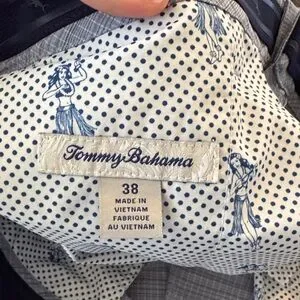 Tommy Bahama
38
MADE IN
VIETNAM
FABRIQUE
AU VIETNAM